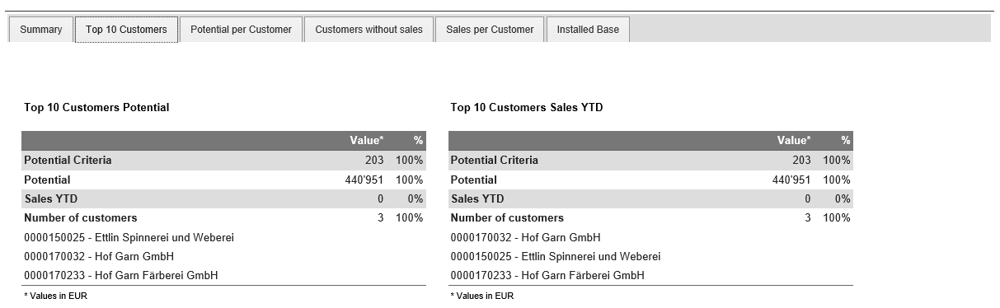 Summary Top 10 Customers Potential per Customer Customers without sales Sales per Customer Installed Base
Top 10 Customers Potential
Value* %
Potential Criteria 203 100%
Potential 440'951 100%
Sales YTD 0 0%
Number of customers 3 100%
0000150025 - Ettlin Spinnerei und Weberei
0000170032 - Hof Garn GmbH
0000170233 - Hof Garn Färberei GmbH
* Values in EUR
Top 10 Customers Sales YTD
Value* %
Potential Criteria 203 100%
Potential 440'951 100%
Sales YTD 0 0%
Number of customers 3 100%
0000170032 - Hof Garn GmbH
0000150025 - Ettlin Spinnerei und Weberei
0000170233 - Hof Garn Färberei GmbH
* Values in EUR